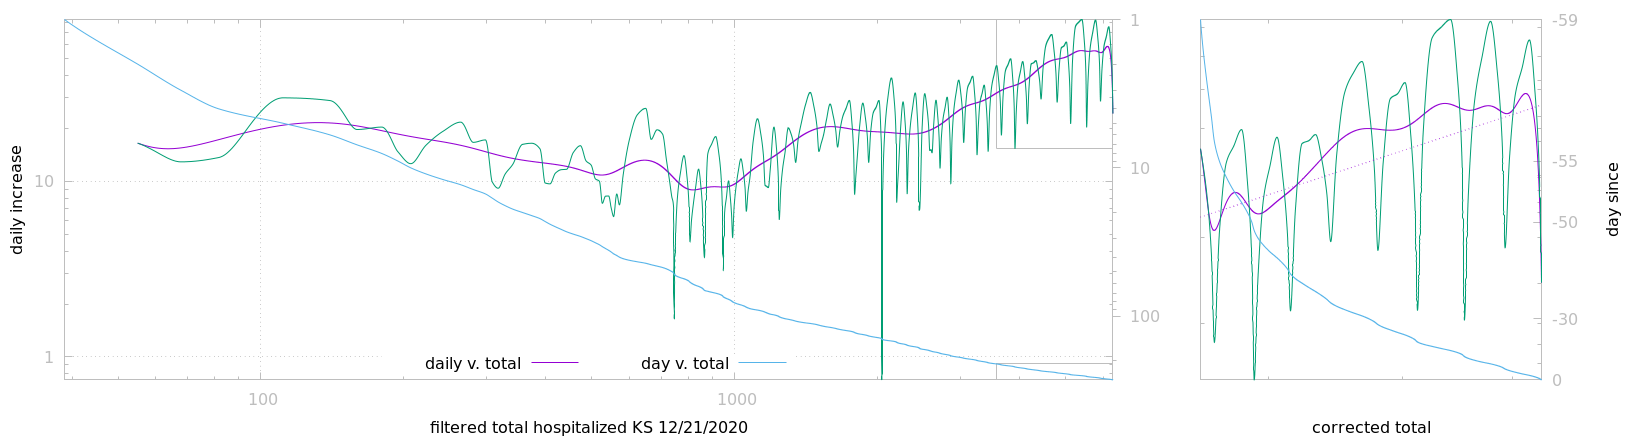 1
-59
daily increase
10
1
10
100
-55
-50
-30
0
day since
daily v. total
day v. total
100
1000
filtered total hospitalized KS 12/21/2020
corrected total